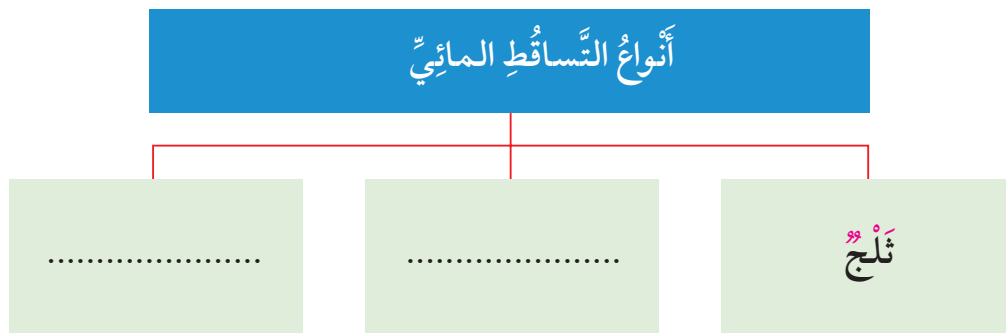 أَنْواعُ التَّساقُطِ المائِيِّ
ثَلْجٌ
......................
......................